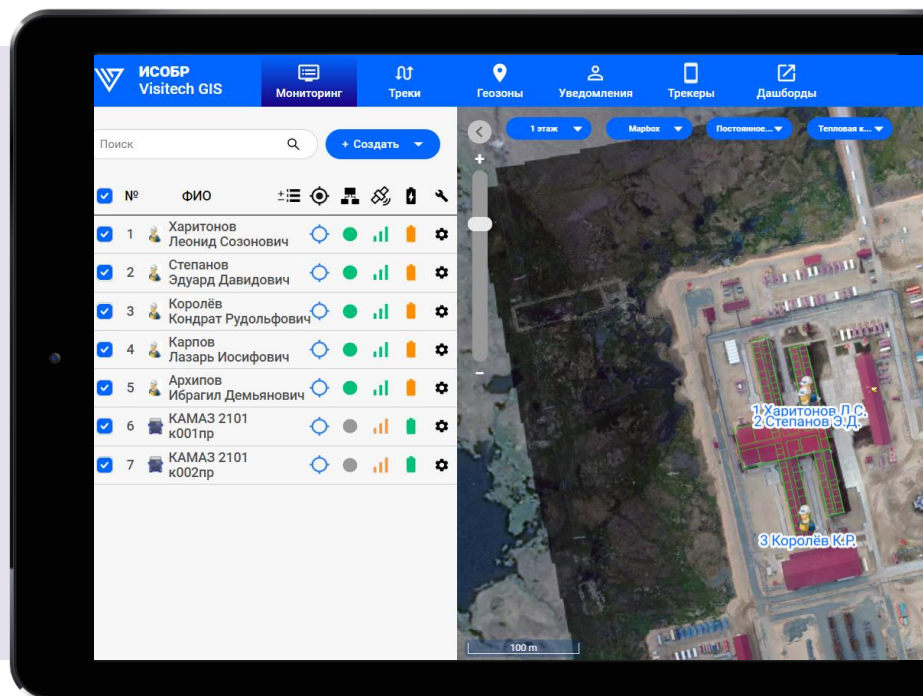 ИСОБР
Visitech GIS
Мониторинг
Треки
Геозоны
Уведомления
Трекеры
Дашборды
Поиск
+ Создать
1 этаж
Mapbox
Постоянное...
Тепловая к...
№
ФИО
1
Харитонов
Леонид Созонович
2
Степанов
Эдуард Давидович
3
Королёв
Кондрат Рудольфович
4
Карпов
Лазарь Иосифович
5
Архипов
Ибрагил Демьянович
6
КАМАЗ 2101
к001пр
7
КАМАЗ 2101
к002пр
1 Харитонов Л.С.
2 Степанов Э.Д.
3 Королёв К.Р.
100 m